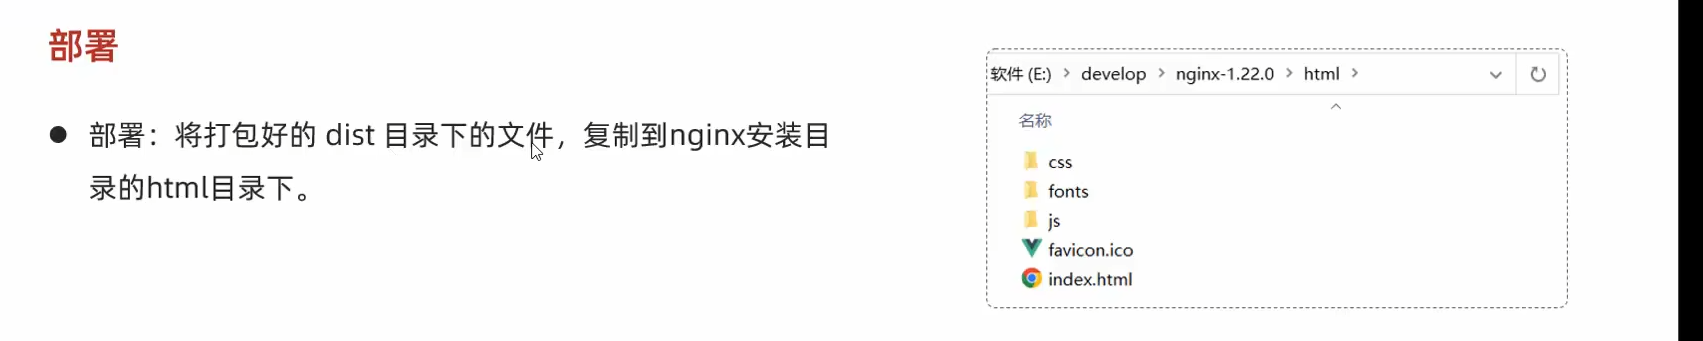 部署
部署：将打包好的 dist 目录下的文件，复制到nginx安装目
录的html目录下。
软件 (E:) > develop > nginx-1.22.0 > html >
名称
css
fonts
js
favicon.ico
index.html